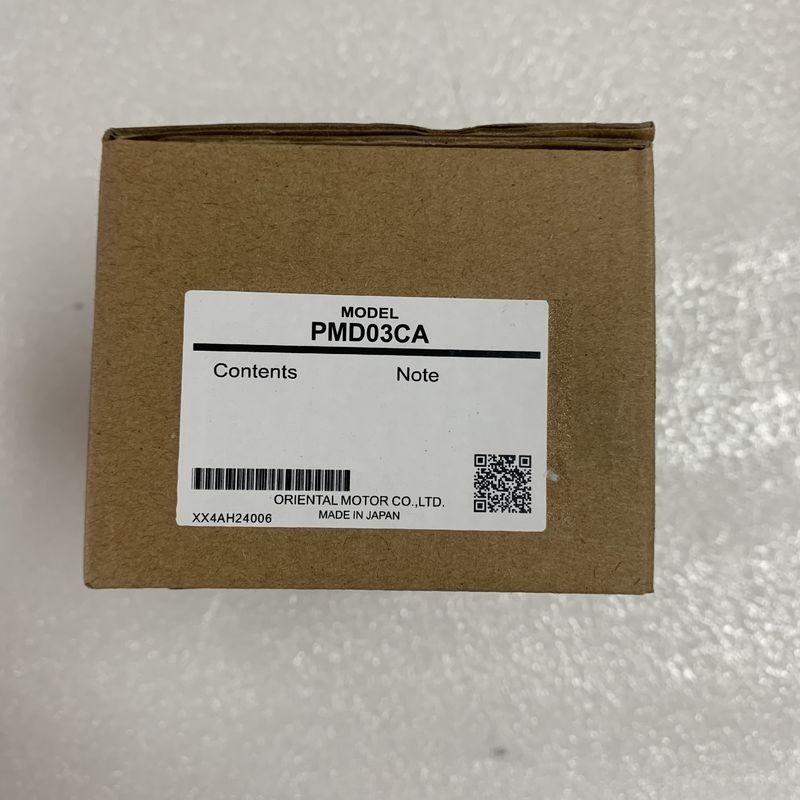 MODEL
PMD03CA
Contents Note
ORIENTAL MOTOR CO.,LTD.
XX4AH24006 MADE IN JAPAN